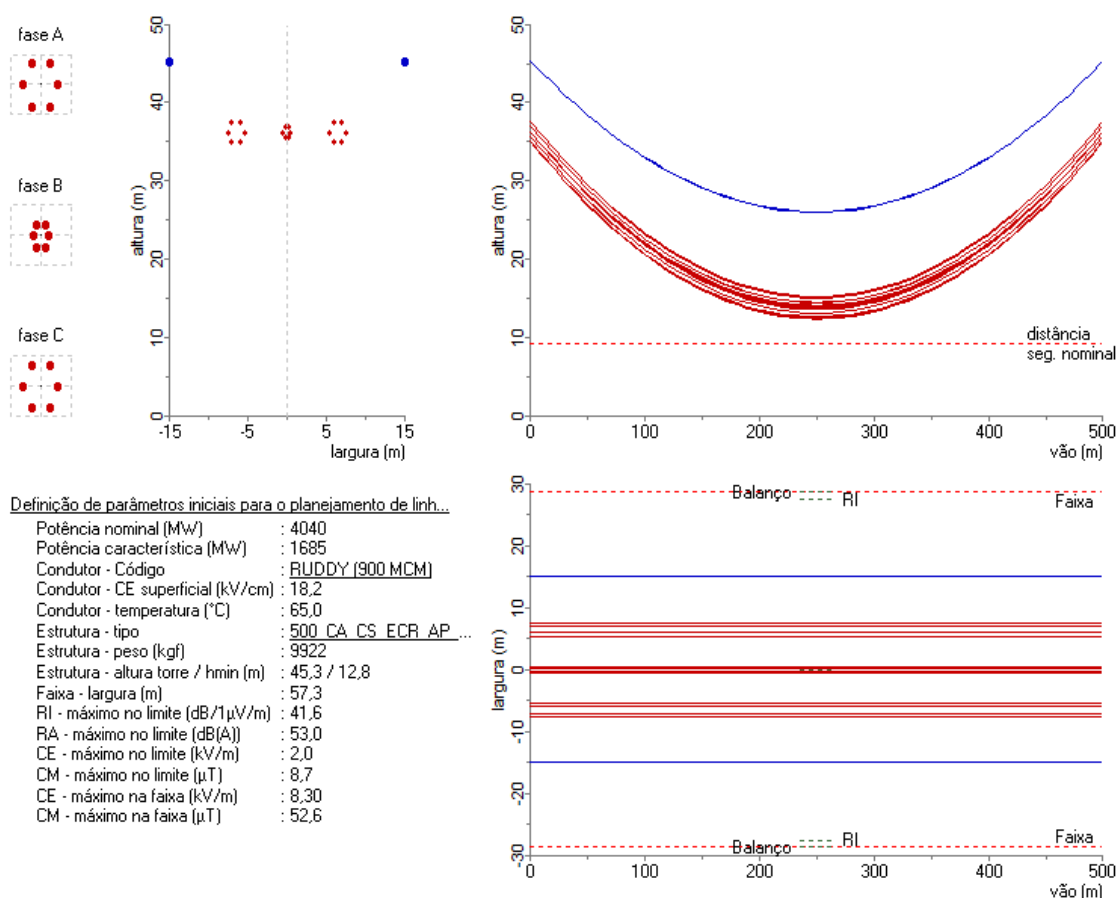 fase A
fase B
fase C
50
40
30
20
10
0
altura (m)
-15
-5
5
15
largura (m)
50
40
30
20
10
0
altura (m)
distância
seg. nominal
0
100
200
300
400
500
vão (m)
Definição de parâmetros iniciais para o planejamento de linh...
Potência nominal (MW) : 4040
Potência característica (MW) : 1685
Condutor - Código : RUDDY (900 MCM)
Condutor - CE superficial (kV/cm) : 18,2
Condutor - temperatura (°C) : 65,0
Estrutura - tipo : 500_CA_CS_ECR_AP_...
Estrutura - peso (kgf) : 9922
Estrutura - altura torre / hmin (m) : 45,3 / 12,8
Faixa - largura (m) : 57,3
RI - máximo no limite (dB/1µV/m) : 41,6
RA - máximo no limite (dB(A)) : 53,0
CE - máximo no limite (kV/m) : 2,0
CM - máximo no limite (µT) : 8,7
CE - máximo na faixa (kV/m) : 8,30
CM - máximo na faixa (µT) : 52,6
30
20
10
0
-10
-20
-30
largura (m)
Balanço
RI
Faixa
Balanço
RI
Faixa
0
100
200
300
400
500
vão (m)